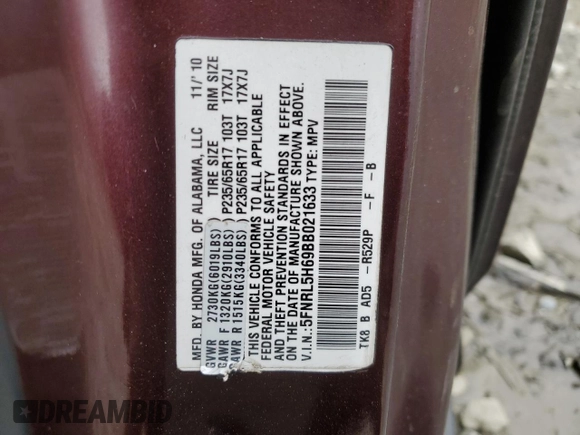 MFD. BY HONDA MFG. OF ALABAMA, LLC 11/'10
GVWR 2730KG(6019LBS) TIRE SIZE RIM SIZE
GAWR F 1320KG(2910LBS) P235/65R17 103T 17X7J
GAWR R 1515KG(3340LBS) P235/65R17 103T 17X7J
THIS VEHICLE CONFORMS TO ALL APPLICABLE
FEDERAL MOTOR VEHICLE SAFETY
AND THEFT PREVENTION STANDARDS IN EFFECT
ON THE DATE OF MANUFACTURE SHOWN ABOVE.
V.I.N.:5FNRL5H69BB021633 TYPE: MPV
TK8 B AD5 -R529P -F -B
DREAMBID